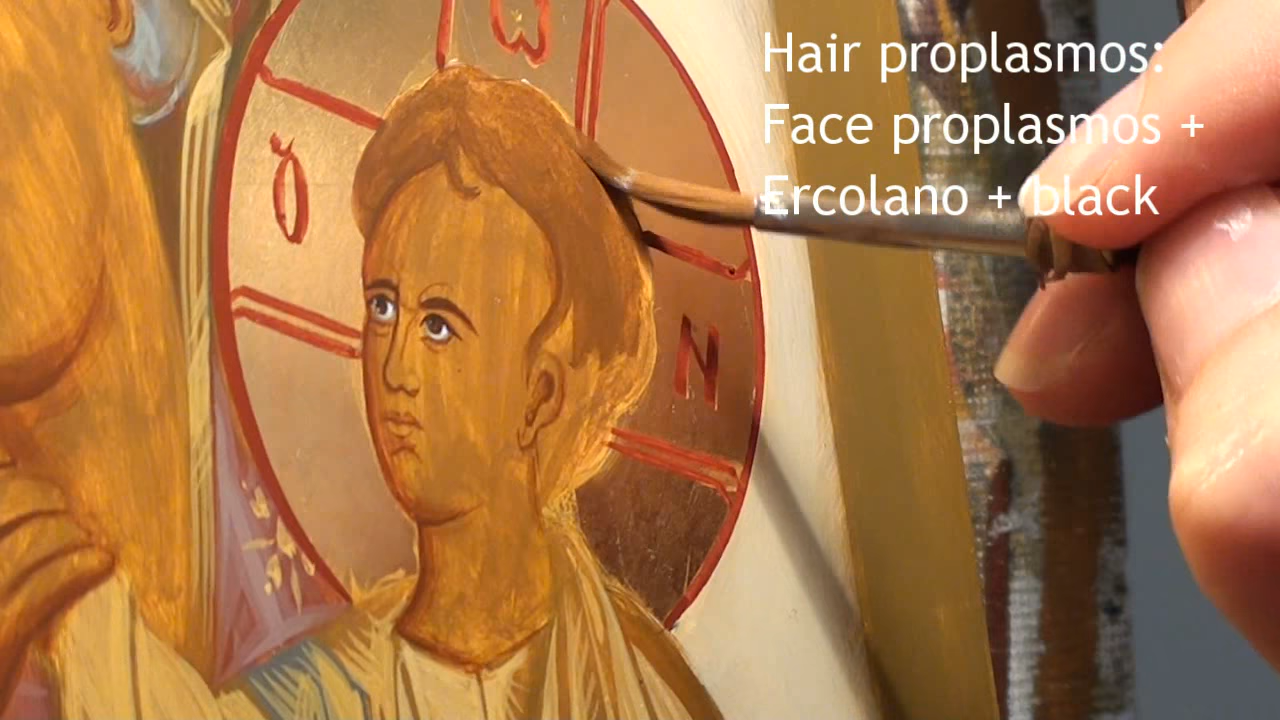 Hair proplasmos:
Face proplasmos +
Ercolano + black
Ὁ ω Ν